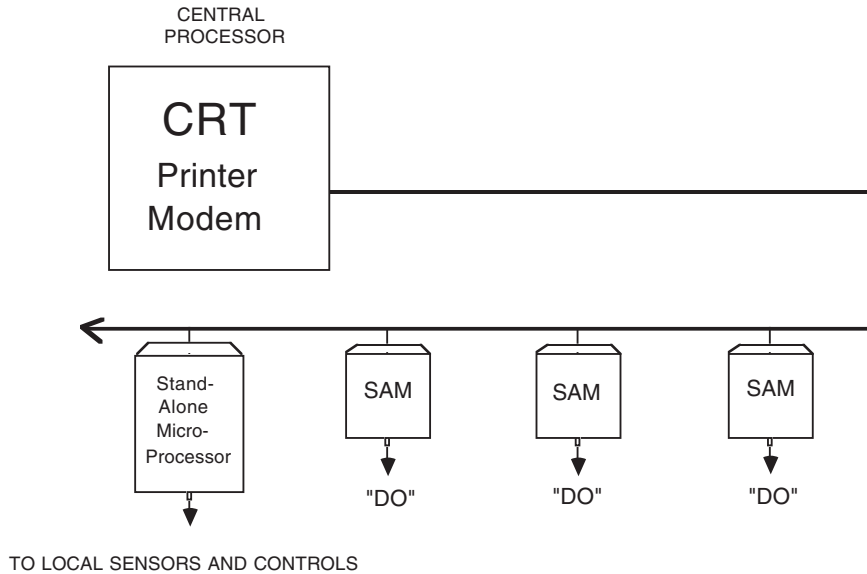 CENTRAL
PROCESSOR
CRT
Printer
Modem
Stand-
Alone
Micro-
Processor
SAM
SAM
SAM
"DO"
"DO"
"DO"
TO LOCAL SENSORS AND CONTROLS